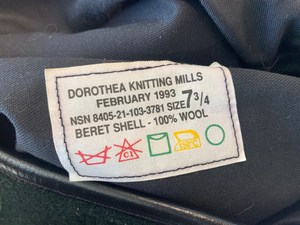 DOROTHEA KNITTING MILLS
FEBRUARY 1993
NSN 8405-21-103-3781 SIZE 7 3/4
BERET SHELL - 100% WOOL